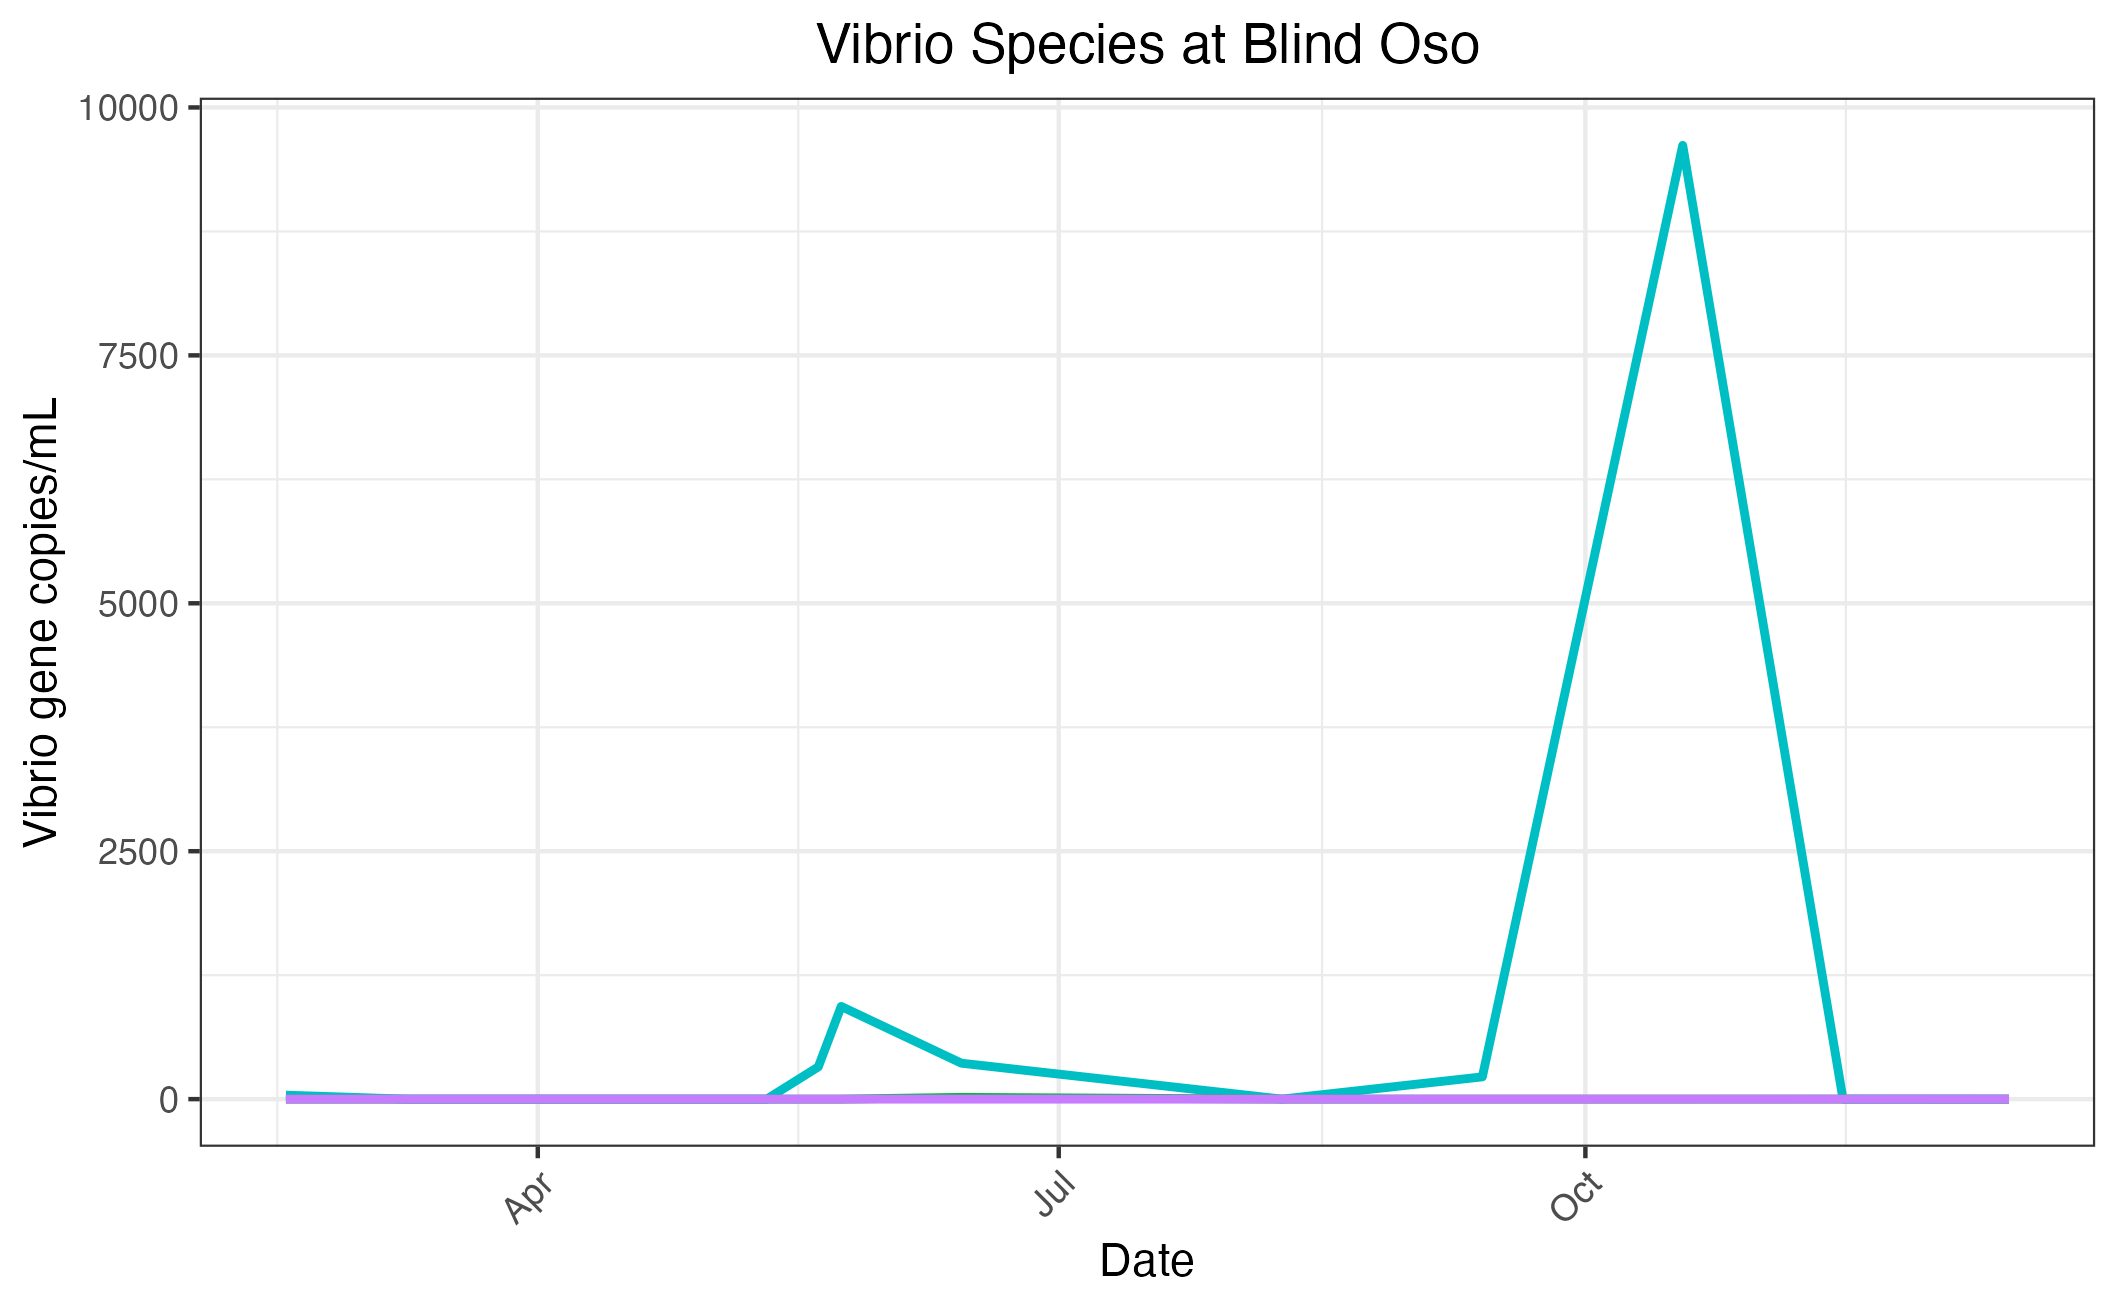 Vibrio Species at Blind Oso
10000
7500
5000
2500
0
Vibrio gene copies/mL
Apr
Jul
Oct
Date